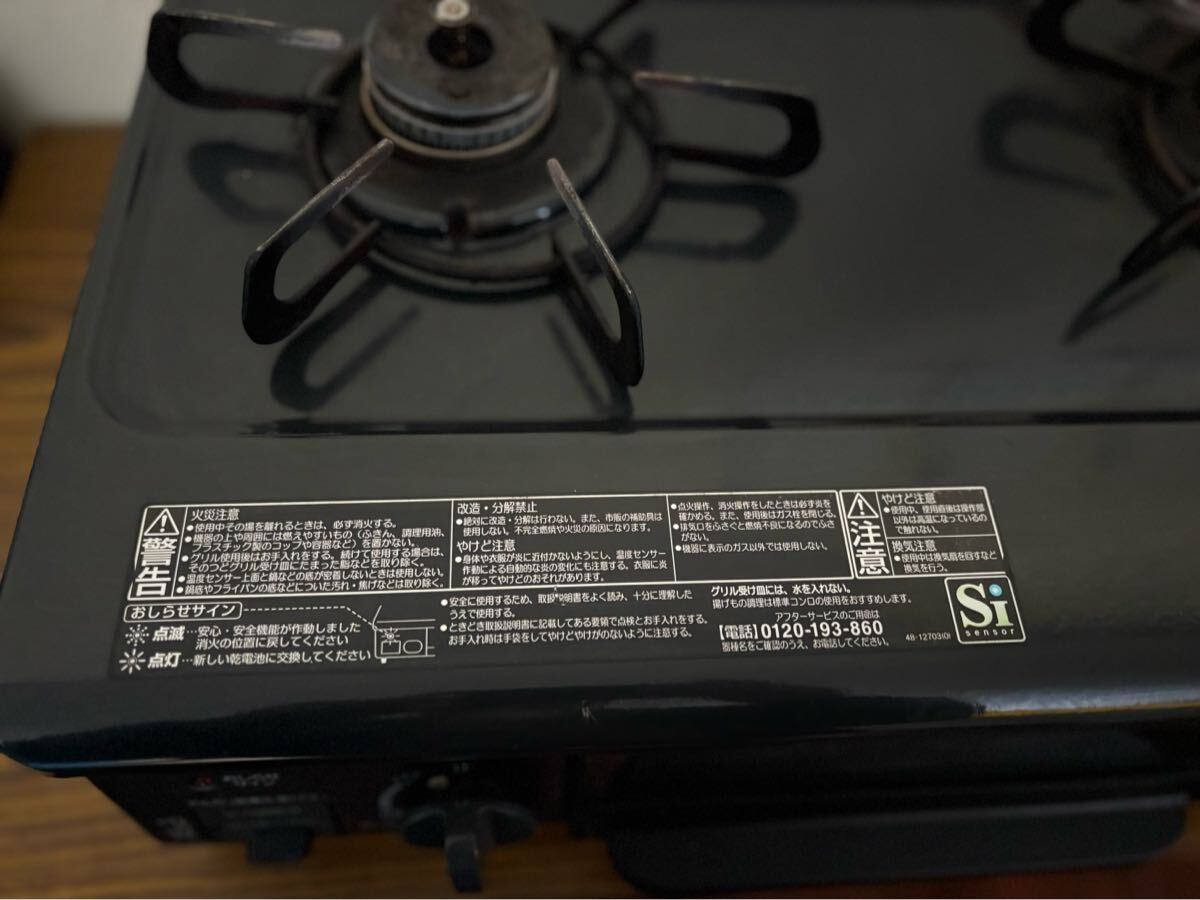 警告
火災注意
●使用中その場を離れるときは、必ず消火する。
●機器の上や周囲には燃えやすいもの(ふきん、調理用油、
プラスチック製のコップや容器など)を置かない。
●グリル使用後はお手入れをする。続けて使用する場合は、
そのつどグリル受け皿にたまった脂などを取り除く。
●温度センサー上面と鍋などの底が密着しないときは使用しない。
●鍋底やフライパンの底などについた汚れ・焦げなどは取り除く。
改造・分解禁止
●絶対に改造・分解は行わない。また、市販の補助具は
使用しない。不完全燃焼や火災の原因になります。
やけど注意
●身体や衣服が炎に近付かないようにし、温度センサー
作動による自動的な炎の変化にも注意する。衣服に炎
が移ってやけどのおそれがあります。
●点火操作、消火操作をしたときは必ず炎を
確かめる。また、使用後はガス栓を閉じる。
●排気口をふさぐと燃焼不良になるのでふさ
がない。
●機器に表示のガス以外では使用しない。
注意
やけど注意
●使用中、使用直後は操作部
以外は高温になっているの
で触れない。
換気注意
●使用中は換気扇を回すなど
換気を行う。
おしらせサイン
点滅…安心・安全機能が作動しました
消火の位置に戻してください
点灯…新しい乾電池に交換してください
●安全に使用するため、取扱説明書をよく読み、十分に理解した
うえで使用する。
●ときどき取扱説明書に記載してある要領で点検とお手入れをする。
お手入れ時は手袋をしてやけどやけがのないように注意する。
グリル受け皿には、水を入れない。
揚げもの調理は標準コンロの使用をおすすめします。
アフターサービスのご用命は
【電話】0120-193-860
器種名をご確認のうえ、お電話してください。
48-12703(0)
Si
sensor